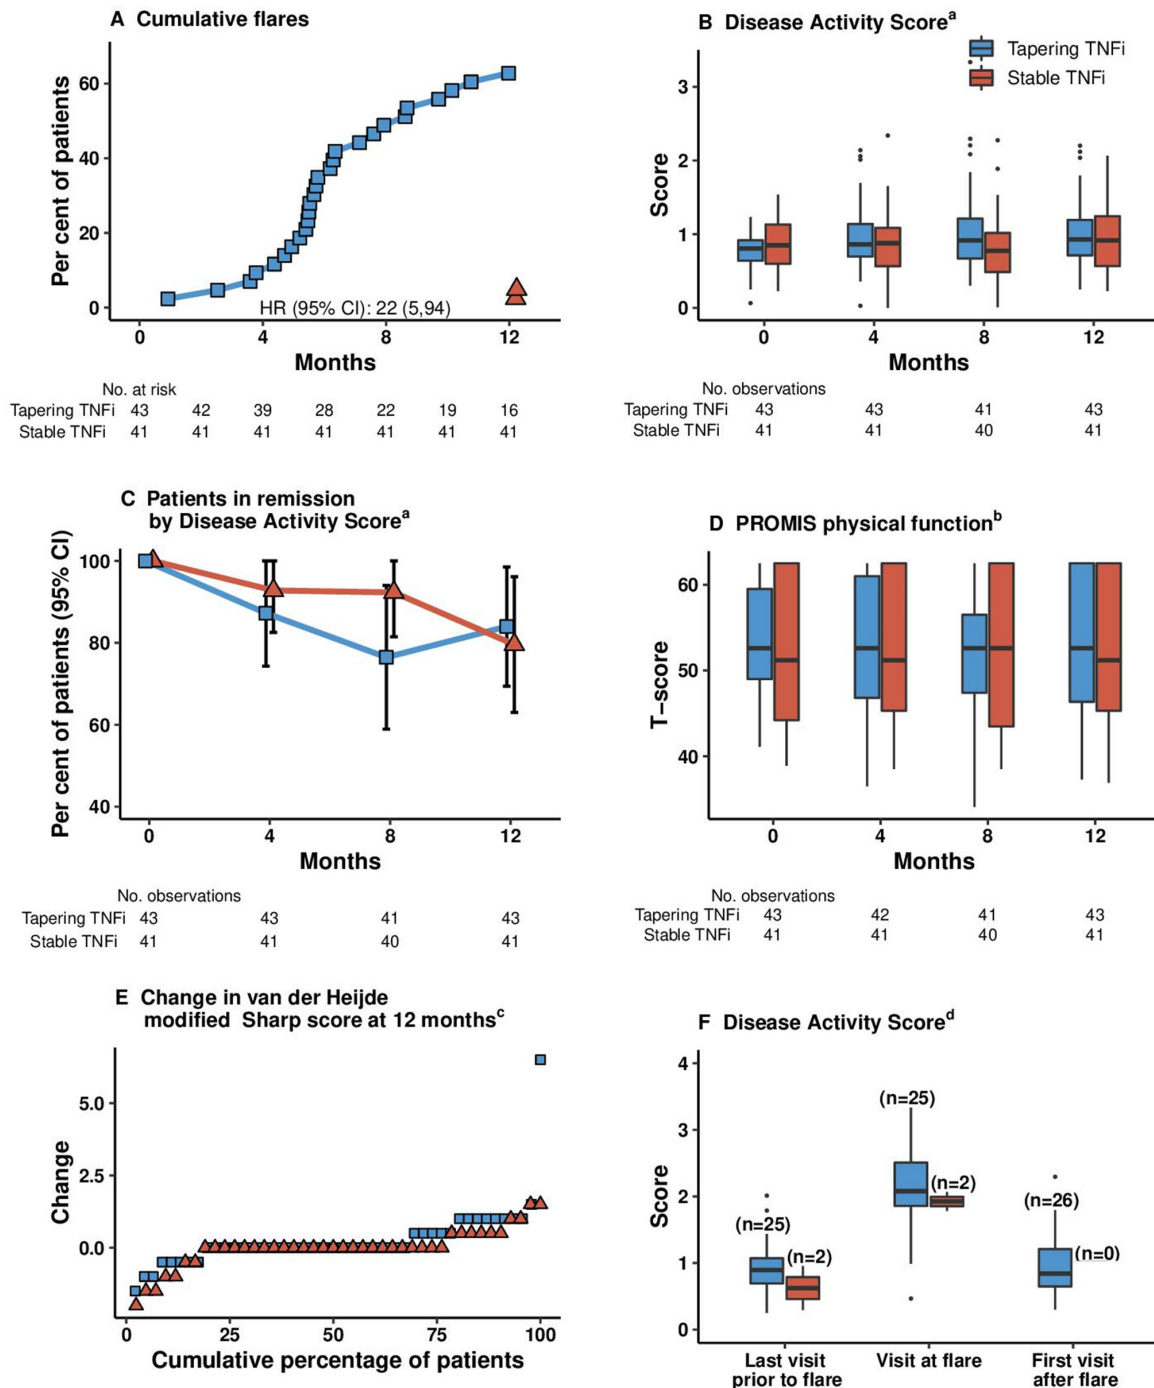 A Cumulative flares
Per cent of patients
60
40
20
0
HR (95% CI): 22 (5,94)
0 4 8 12
Months
No. at risk
Tapering TNFi 43 42 39 28 22 19 16
Stable TNFi 41 41 41 41 41 41 41
B Disease Activity Scoreᵃ
Tapering TNFi
Stable TNFi
Score
3
2
1
0
0 4 8 12
Months
No. observations
Tapering TNFi 43 43 41 43
Stable TNFi 41 41 40 41
C Patients in remission
by Disease Activity Scoreᵃ
Per cent of patients (95% CI)
100
80
60
40
0 4 8 12
Months
No. observations
Tapering TNFi 43 43 41 43
Stable TNFi 41 41 40 41
D PROMIS physical functionᵇ
T−score
60
50
40
0 4 8 12
Months
No. observations
Tapering TNFi 43 42 41 43
Stable TNFi 41 41 40 41
E Change in van der Heijde
modified Sharp score at 12 monthsᶜ
Change
5.0
2.5
0.0
0 25 50 75 100
Cumulative percentage of patients
F Disease Activity Scoreᵈ
Score
4
3
2
1
0
(n=25)
(n=2)
(n=25)
(n=2)
(n=26)
(n=0)
Last visit
prior to flare
Visit at flare
First visit
after flare